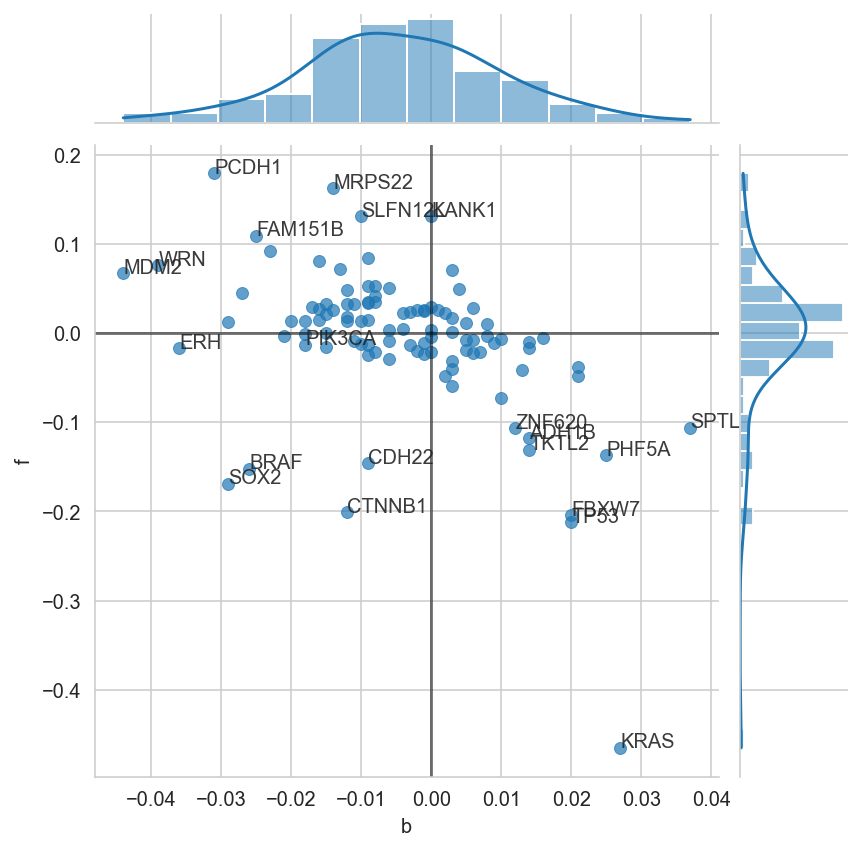 0.2
PCDH1
MRPS22
SLFN12L
KANK1
0.1
FAM151B
WRN
MDM2
0.0
ERH
PIK3CA
−0.1
ZNF620
SPTL
ADH1B
TKTL2
PHF5A
BRAF
CDH22
SOX2
−0.2
CTNNB1
FBXW7
TP53
f
−0.3
−0.4
KRAS
−0.04 −0.03 −0.02 −0.01 0.00 0.01 0.02 0.03 0.04
b